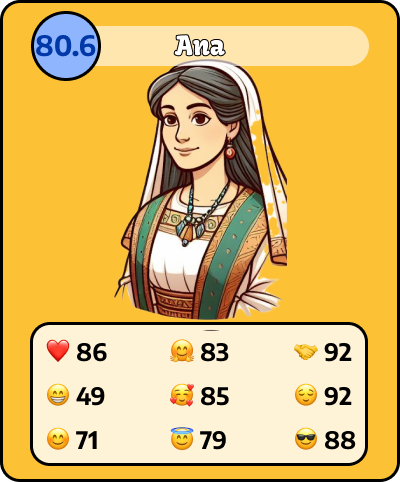 80.6 Ana
❤️ 86 🤗 83 🤝 92
😁 49 🥰 85 😌 92
😊 71 😇 79 😎 88